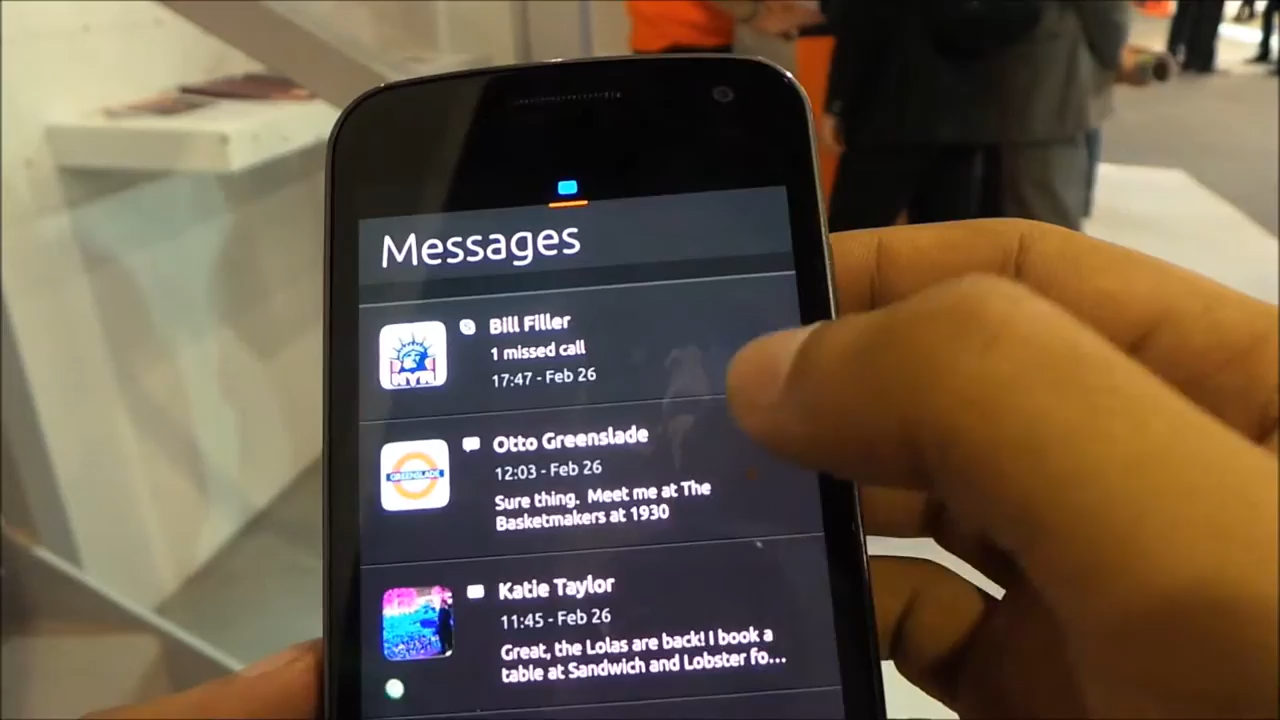 Messages
Bill Filler
1 missed call
17:47 - Feb 26
NYR
Otto Greenslade
12:03 - Feb 26
GREENSLADE
Sure thing. Meet me at The
Basketmakers at 1930
Katie Taylor
11:45 - Feb 26
Great, the Lolas are back! I book a
table at Sandwich and Lobster fo...